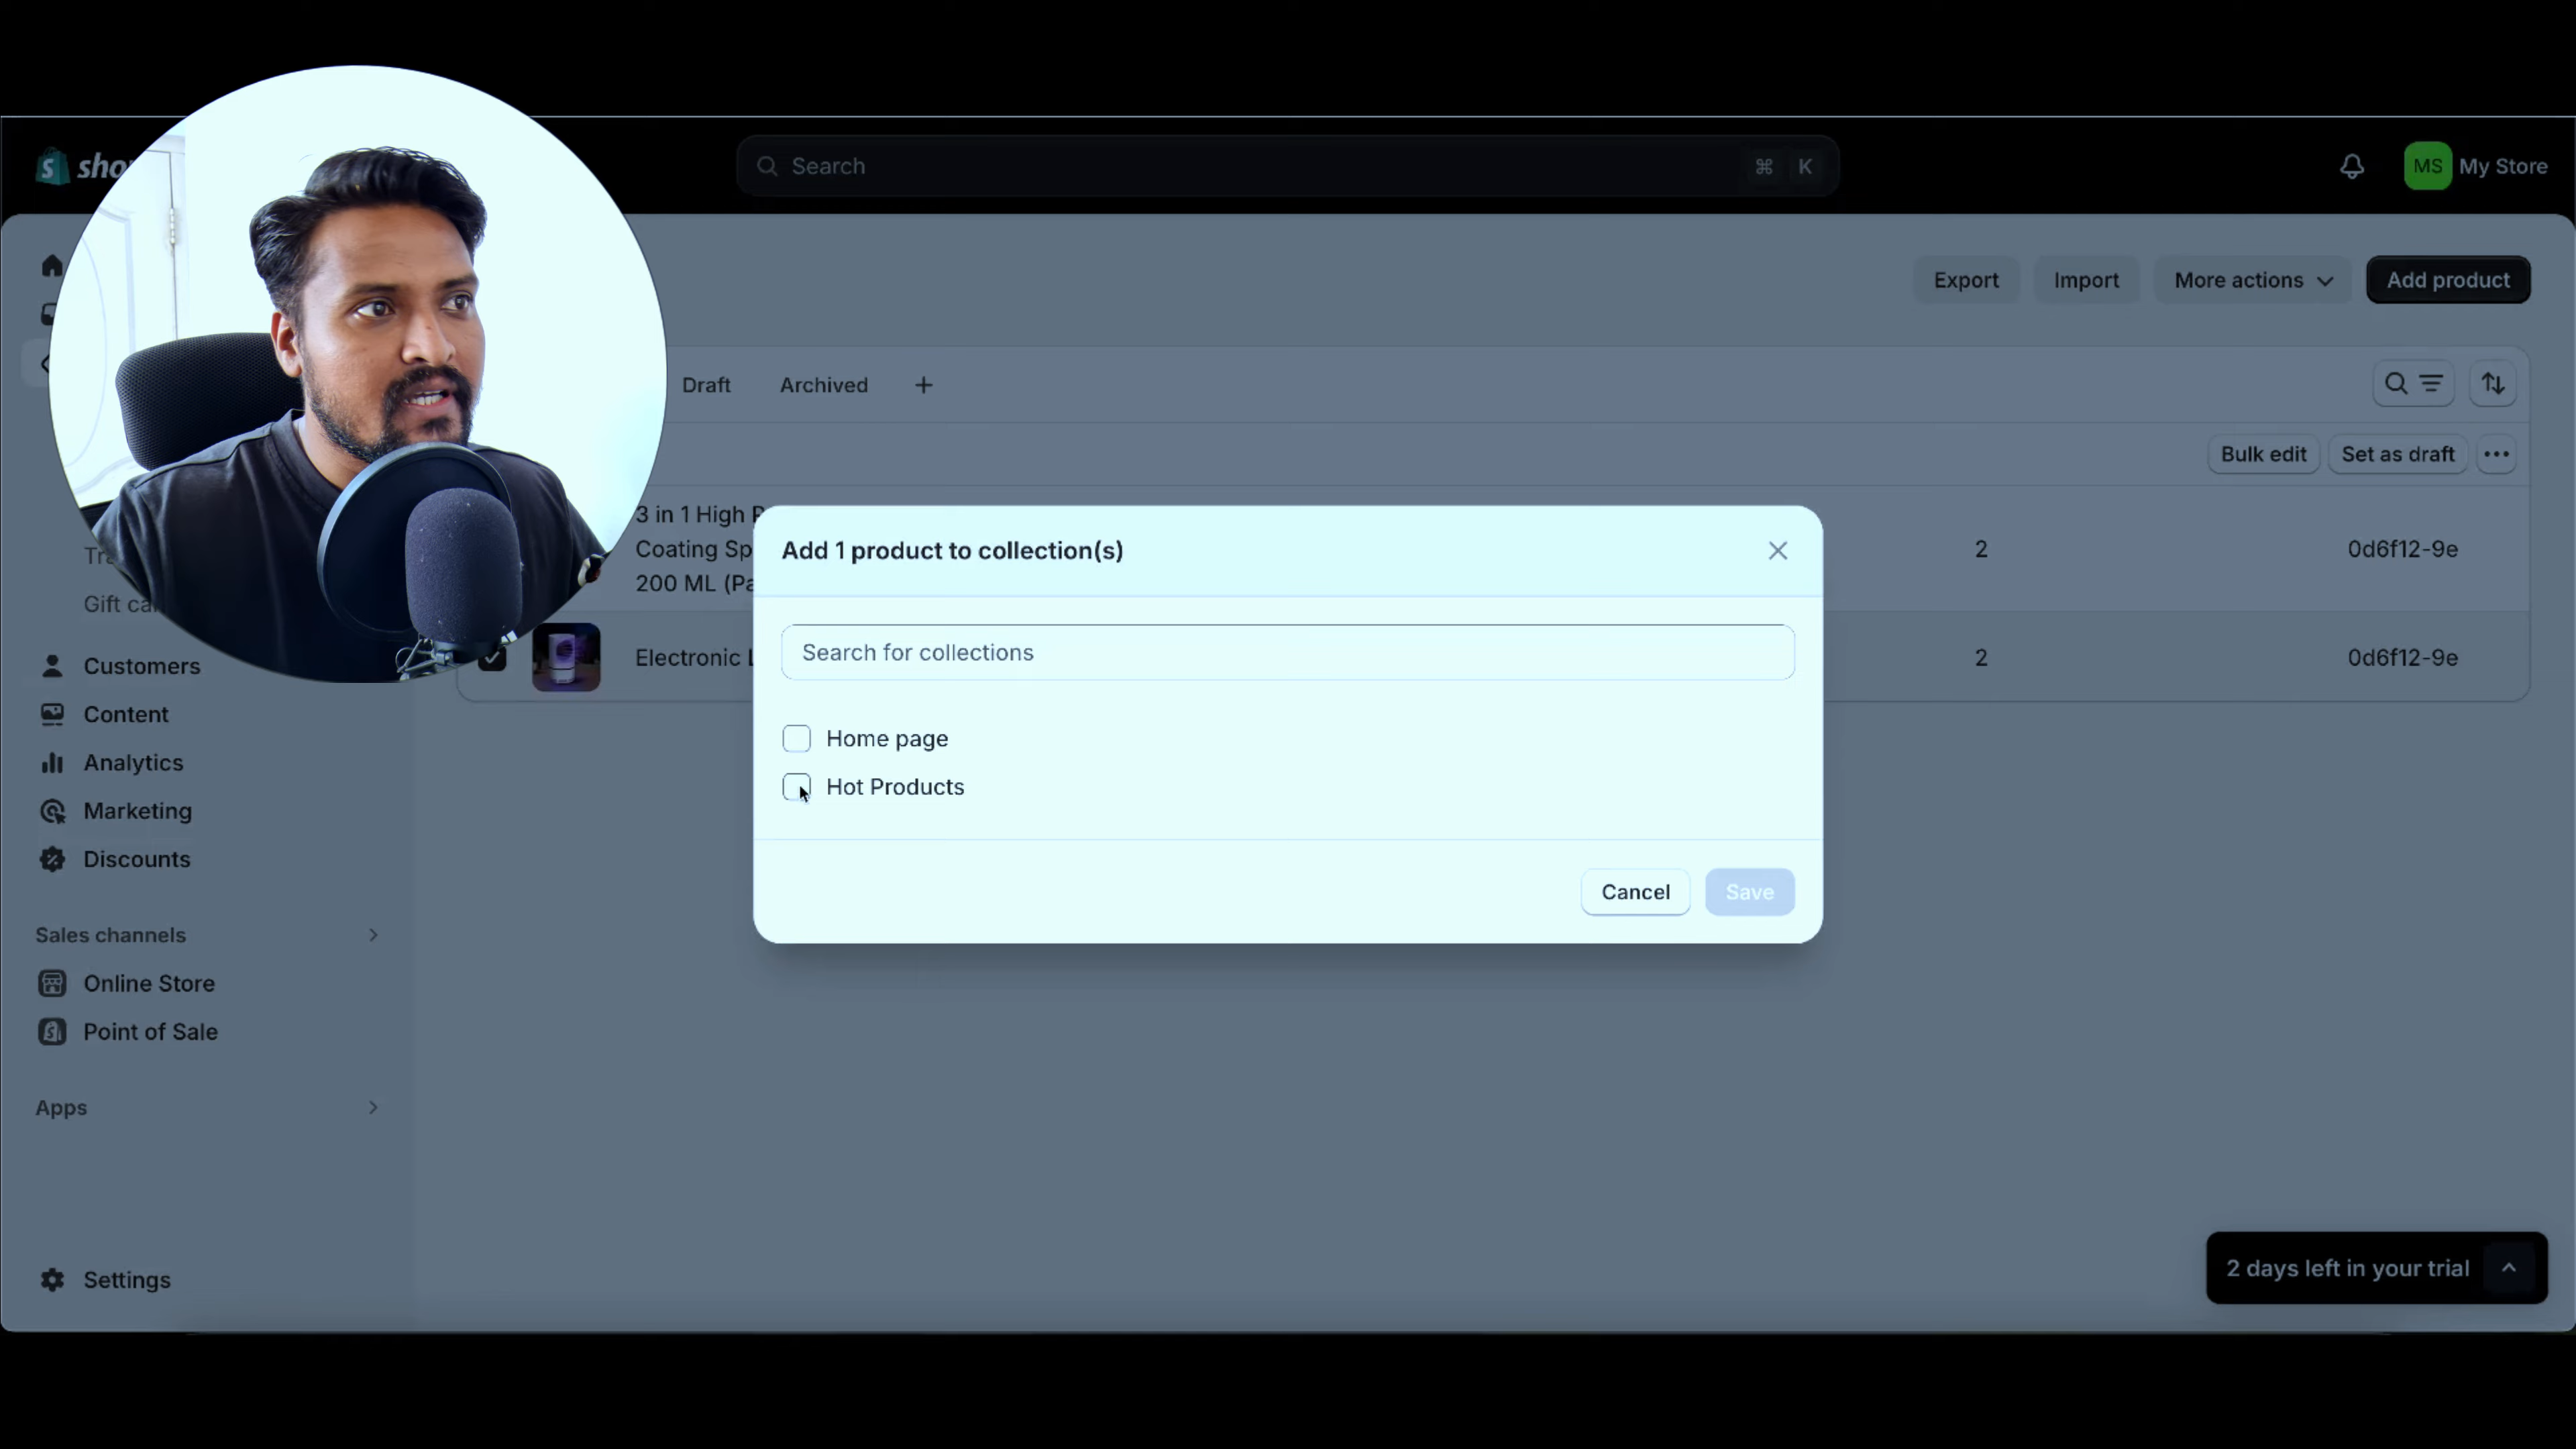 Search
⌘ K
MS My Store
Export
Import
More actions
Add product
Draft
Archived
Bulk edit
Set as draft
3 in 1 High
Coating
200 ML
2
0d6f12-9e
Electronic
2
0d6f12-9e
Add 1 product to collection(s)
Search for collections
Home page
Hot Products
Cancel
Save
Customers
Content
Analytics
Marketing
Discounts
Sales channels
Online Store
Point of Sale
Apps
Settings
2 days left in your trial